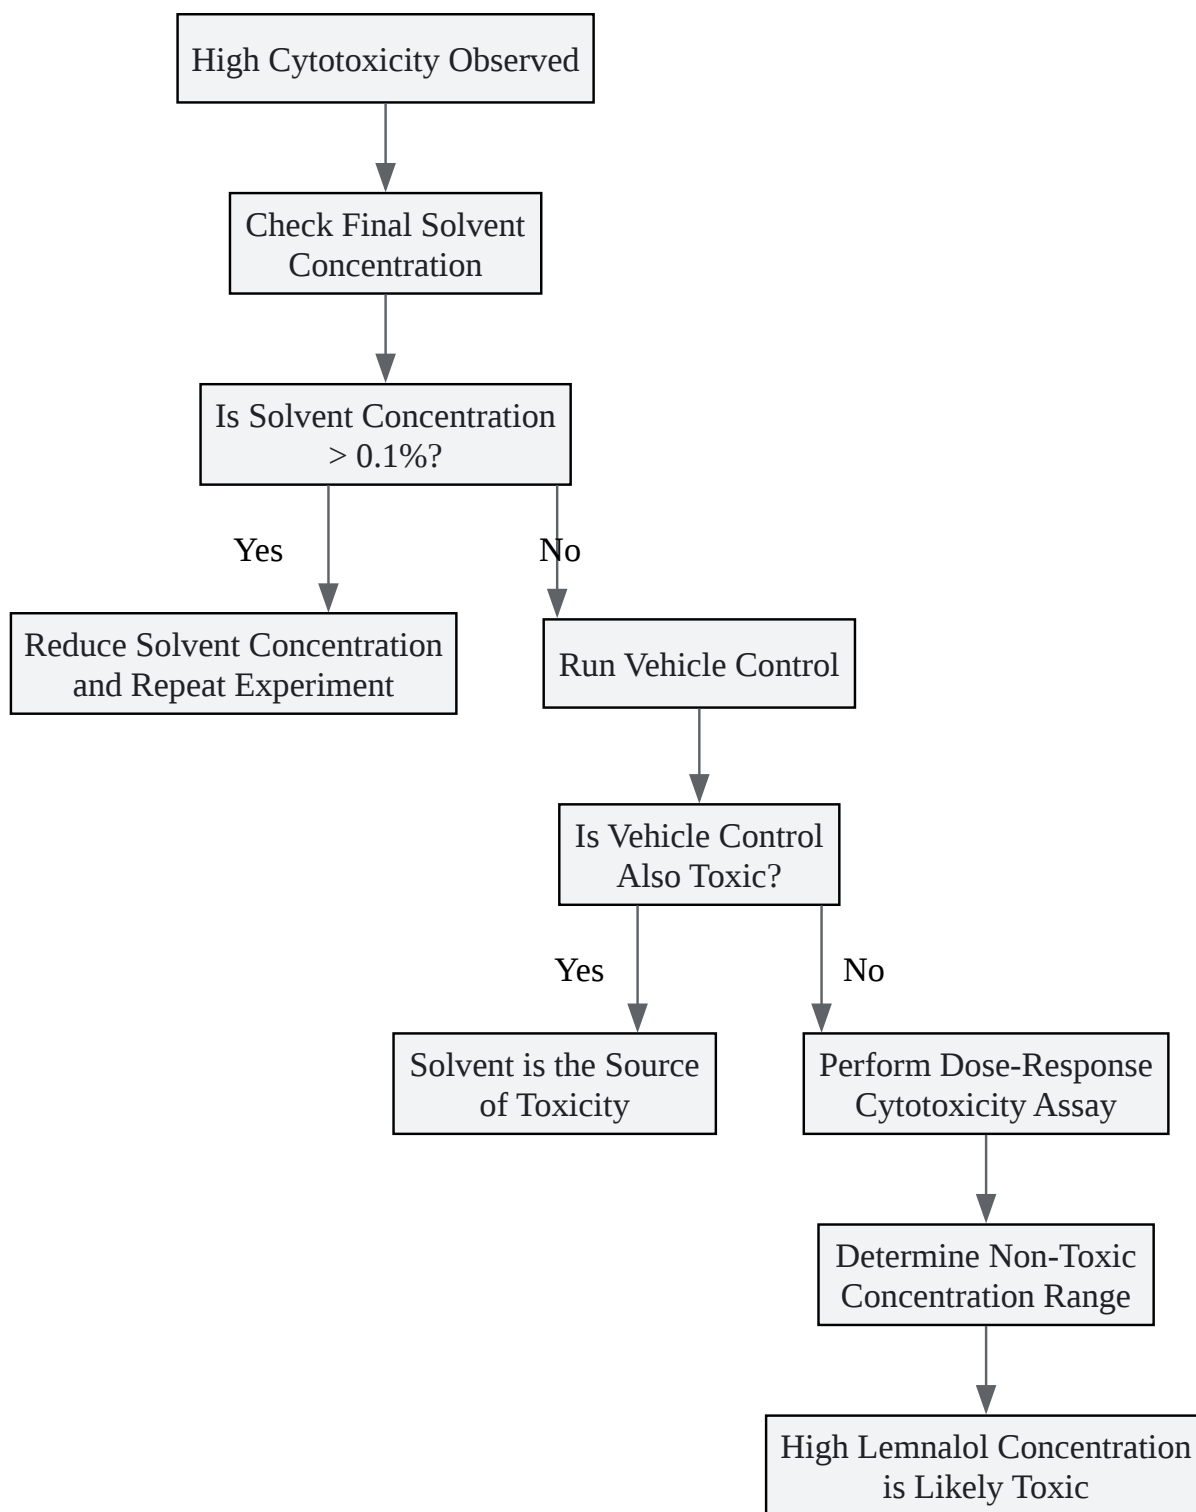 High Cytotoxicity Observed
Check Final Solvent
Concentration
Is Solvent Concentration
> 0.1%?
Yes
No
Reduce Solvent Concentration
and Repeat Experiment
Run Vehicle Control
Is Vehicle Control
Also Toxic?
Yes
No
Solvent is the Source
of Toxicity
Perform Dose-Response
Cytotoxicity Assay
Determine Non-Toxic
Concentration Range
High Lemnalol Concentration
is Likely Toxic